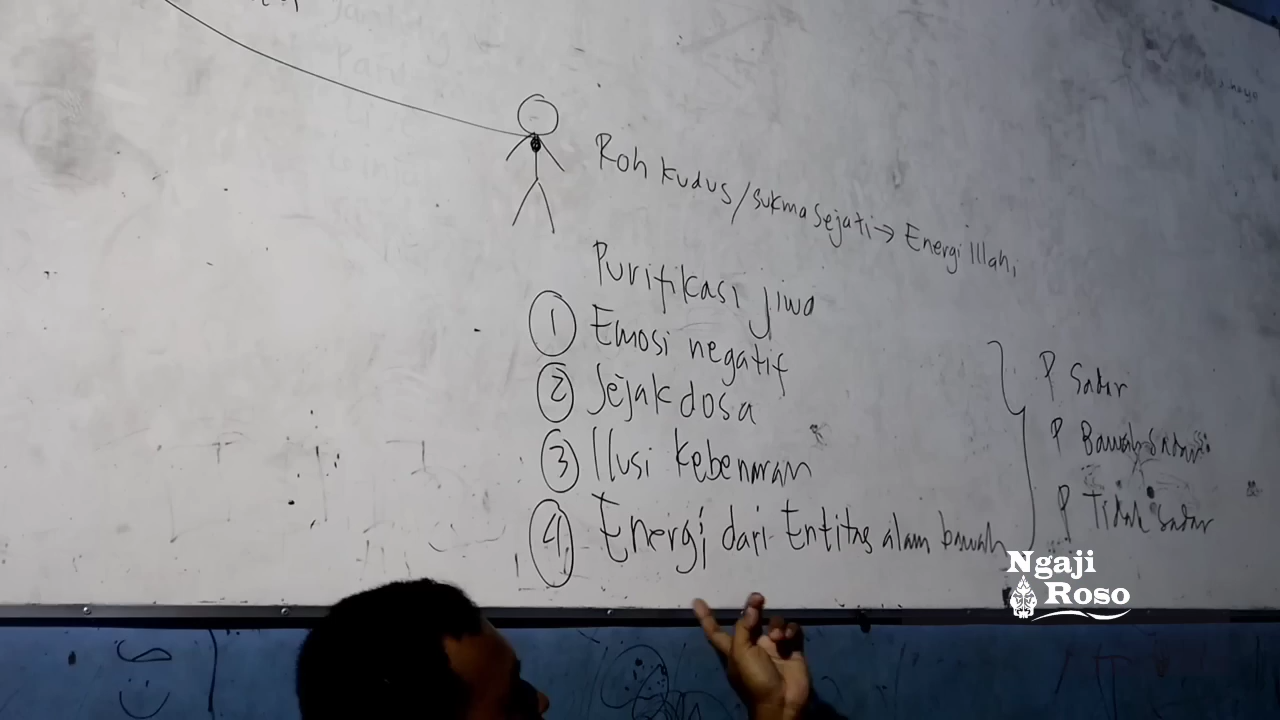 Roh kudus/sukma sejati → Energi Illahi
Purifikasi jiwa
1 Emosi negatif
2 Jejak dosa
3 Ilusi kebenaran
4 Energi dari Entitas alam bawah
P Sadar
P Bawah Sadar
P Tidak Sadar
Ngaji
Roso